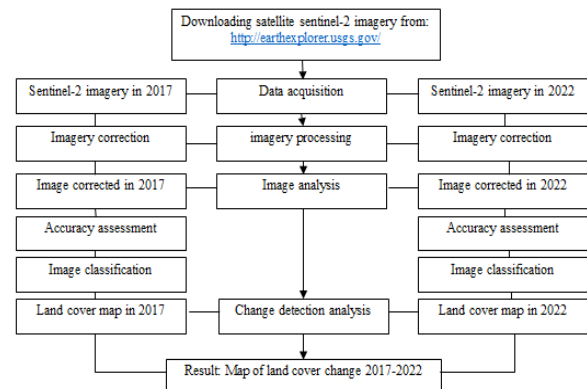 Downloading satellite sentinel-2 imagery from:
http://earthexplorer.usgs.gov/
Sentinel-2 imagery in 2017
Data acquisition
Sentinel-2 imagery in 2022
Imagery correction
imagery processing
Imagery correction
Image corrected in 2017
Image analysis
Image corrected in 2022
Accuracy assessment
Accuracy assessment
Image classification
Image classification
Land cover map in 2017
Change detection analysis
Land cover map in 2022
Result: Map of land cover change 2017-2022